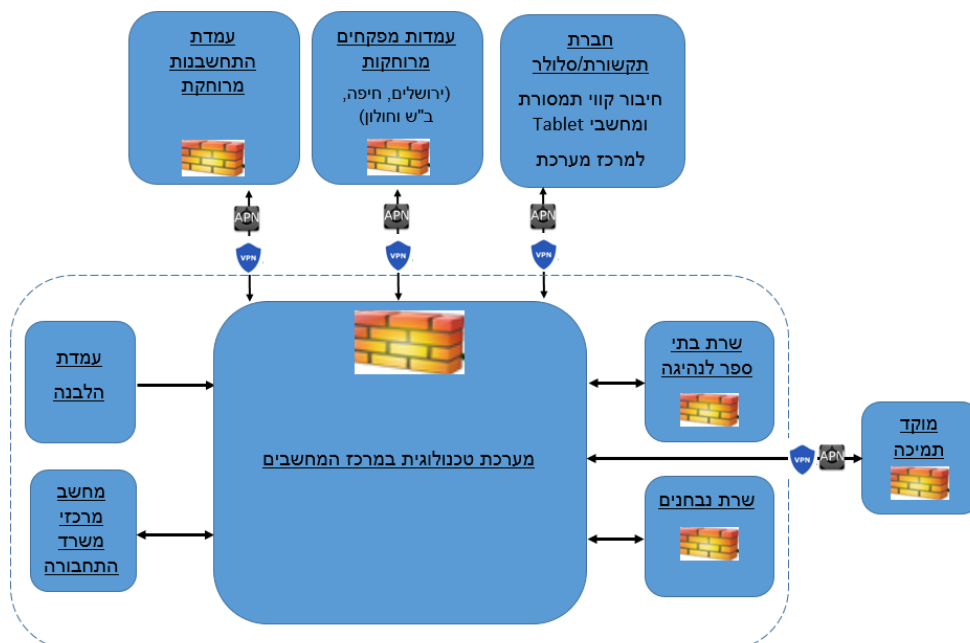 עמדת
התחשבנות
מרוחקת
עמדות מפקחים
מרוחקות
(ירושלים, חיפה,
ב"ש וחולון)
חברת
תקשורת/סלולר
חיבור קווי תמסורת
ומחשבי Tablet
למרכז מערכת
APN
APN
APN
VPN
VPN
VPN
עמדת
הלבנה
שרת בתי
ספר לנהיגה
מערכת טכנולוגית במרכז המחשבים
מוקד
תמיכה
VPN
APN
מחשב
מרכזי
משרד
התחבורה
שרת נבחנים